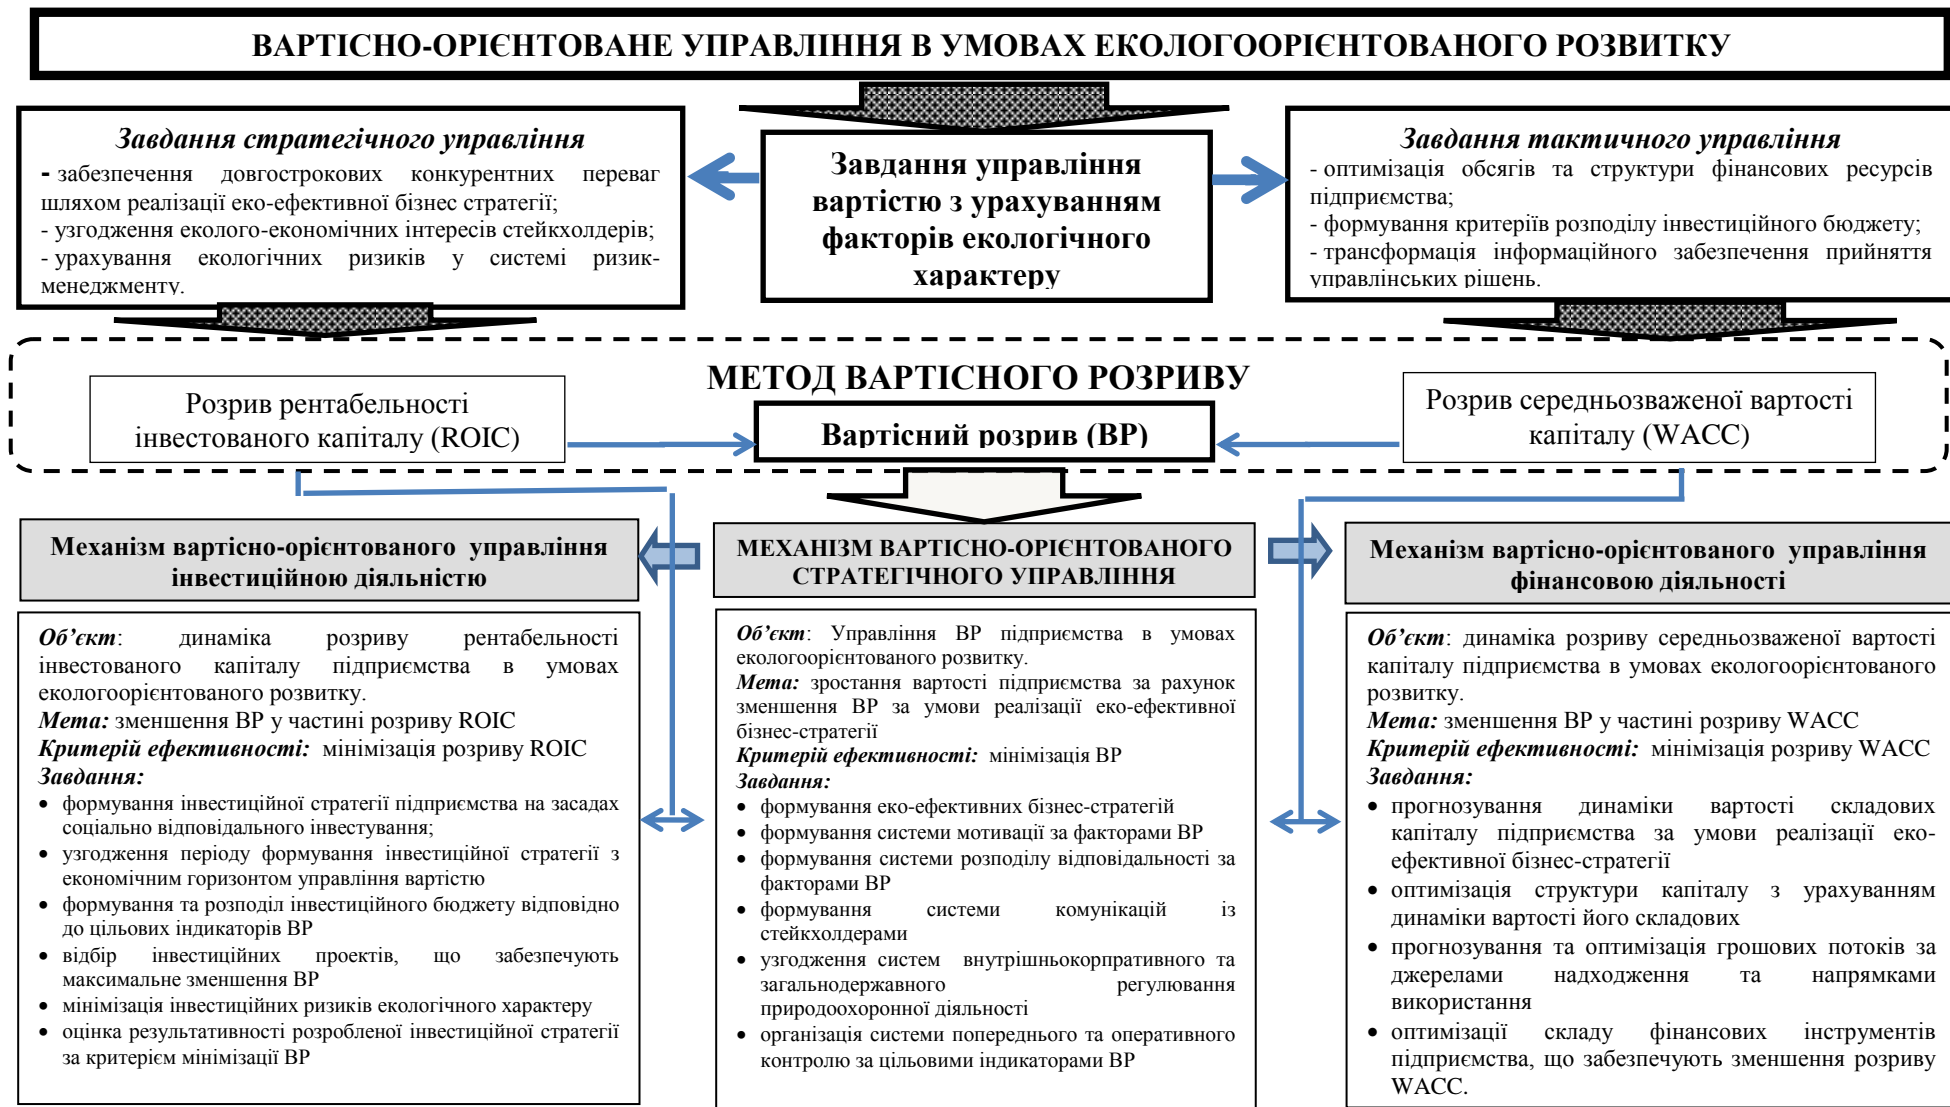 ВАРТІСНО-ОРІЄНТОВАНЕ УПРАВЛІННЯ В УМОВАХ ЕКОЛОГООРІЄНТОВАНОГО РОЗВИТКУ
Завдання стратегічного управління
- забезпечення довгострокових конкурентних переваг
шляхом реалізації еко-ефективної бізнес стратегії;
- узгодження еколого-економічних інтересів стейкхолдерів;
- урахування екологічних ризиків у системі ризик-
менеджменту.
Завдання управління
вартістю з урахуванням
факторів екологічного
характеру
Завдання тактичного управління
- оптимізація обсягів та структури фінансових ресурсів
підприємства;
- формування критеріїв розподілу інвестиційного бюджету;
- трансформація інформаційного забезпечення прийняття
управлінських рішень.
МЕТОД ВАРТІСНОГО РОЗРИВУ
Розрив рентабельності
інвестованого капіталу (ROIC)
Вартісний розрив (ВР)
Розрив середньозваженої вартості
капіталу (WACC)
Механізм вартісно-орієнтованого управління
інвестиційною діяльністю
Об’єкт: динаміка розриву рентабельності
інвестованого капіталу підприємства в умовах
екологоорієнтованого розвитку.
Мета: зменшення ВР у частині розриву ROIC
Критерій ефективності: мінімізація розриву ROIC
Завдання:
• формування інвестиційної стратегії підприємства на засадах
соціально відповідального інвестування;
• узгодження періоду формування інвестиційної стратегії з
економічним горизонтом управління вартістю
• формування та розподіл інвестиційного бюджету відповідно
до цільових індикаторів ВР
• відбір інвестиційних проектів, що забезпечують
максимальне зменшення ВР
• мінімізація інвестиційних ризиків екологічного характеру
• оцінка результативності розробленої інвестиційної стратегії
за критерієм мінімізації ВР
МЕХАНІЗМ ВАРТІСНО-ОРІЄНТОВАНОГО
СТРАТЕГІЧНОГО УПРАВЛІННЯ
Об’єкт: Управління ВР підприємства в умовах
екологоорієнтованого розвитку.
Мета: зростання вартості підприємства за рахунок
зменшення ВР за умови реалізації еко-ефективної
бізнес-стратегії
Критерій ефективності: мінімізація ВР
Завдання:
• формування еко-ефективних бізнес-стратегій
• формування системи мотивації за факторами ВР
• формування системи розподілу відповідальності за
факторами ВР
• формування системи комунікацій із
стейкхолдерами
• узгодження систем внутрішньокорпративного та
загальнодержавного регулювання
природоохоронної діяльності
• організація системи попереднього та оперативного
контролю за цільовими індикаторами ВР
Механізм вартісно-орієнтованого управління
фінансовою діяльності
Об’єкт: динаміка розриву середньозваженої вартості
капіталу підприємства в умовах екологоорієнтованого
розвитку.
Мета: зменшення ВР у частині розриву WACC
Критерій ефективності: мінімізація розриву WACC
Завдання:
• прогнозування динаміки вартості складових
капіталу підприємства за умови реалізації еко-
ефективної бізнес-стратегії
• оптимізація структури капіталу з урахуванням
динаміки вартості його складових
• прогнозування та оптимізація грошових потоків за
джерелами надходження та напрямками
використання
• оптимізації складу фінансових інструментів
підприємства, що забезпечують зменшення розриву
WACC.